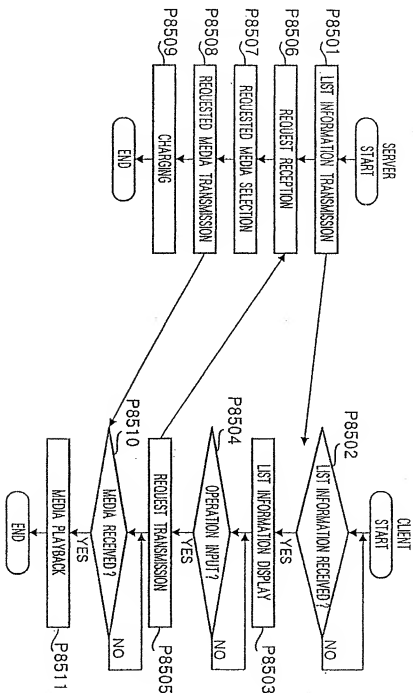 SERVER
START
P8501
LIST INFORMATION TRANSMISSION
P8506
REQUEST RECEPTION
P8507
REQUESTED MEDIA SELECTION
P8508
REQUESTED MEDIA TRANSMISSION
P8509
CHARGING
END
CLIENT
START
P8502
LIST INFORMATION RECEIVED?
NO
YES
LIST INFORMATION DISPLAY
P8503
P8504
OPERATION INPUT?
NO
YES
REQUEST TRANSMISSION
P8505
P8510
MEDIA RECEIVED?
NO
YES
MEDIA PLAYBACK
P8511
END